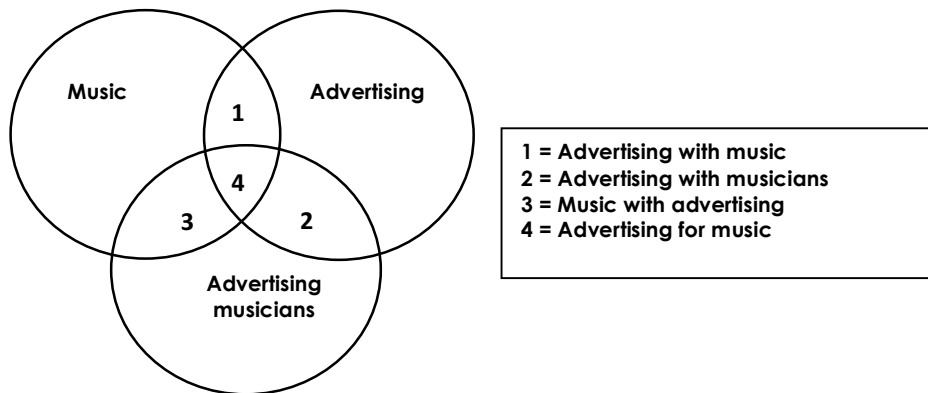 Music
Advertising
1
4
3
2
Advertising
musicians
1 = Advertising with music
2 = Advertising with musicians
3 = Music with advertising
4 = Advertising for music